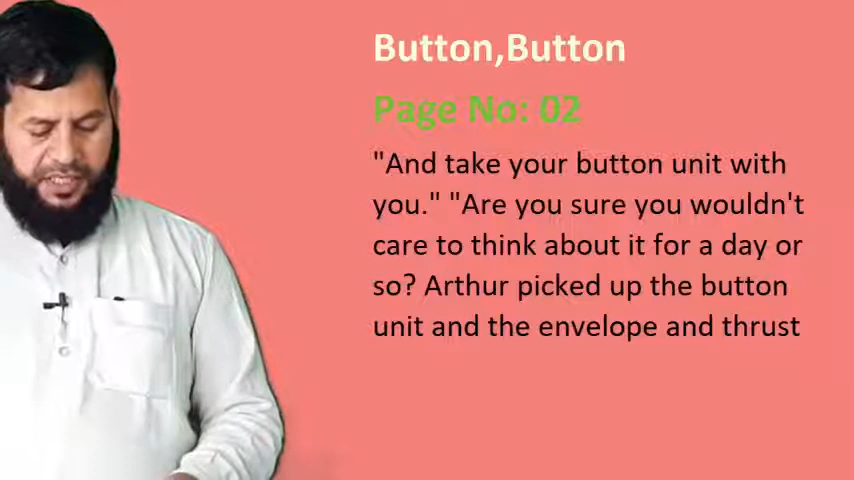 Button,Button
Page No: 02
"And take your button unit with
you." "Are you sure you wouldn't
care to think about it for a day or
so? Arthur picked up the button
unit and the envelope and thrust